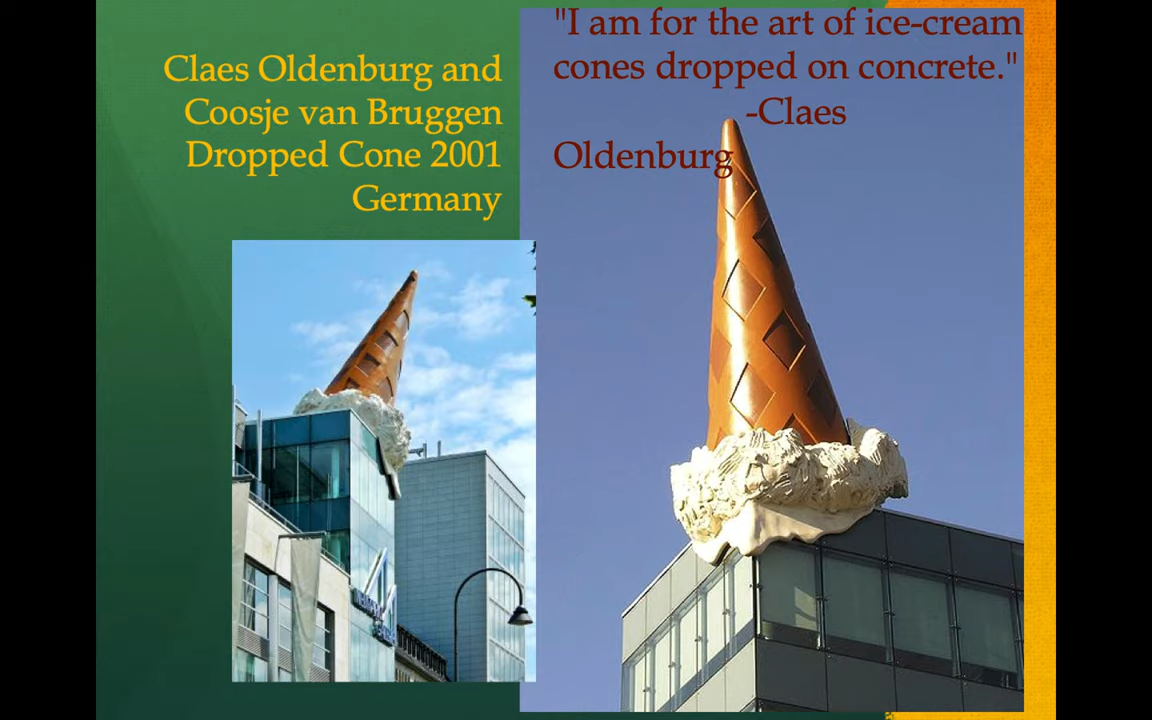 Claes Oldenburg and
Coosje van Bruggen
Dropped Cone 2001
Germany
"I am for the art of ice-cream
cones dropped on concrete."
-Claes
Oldenburg